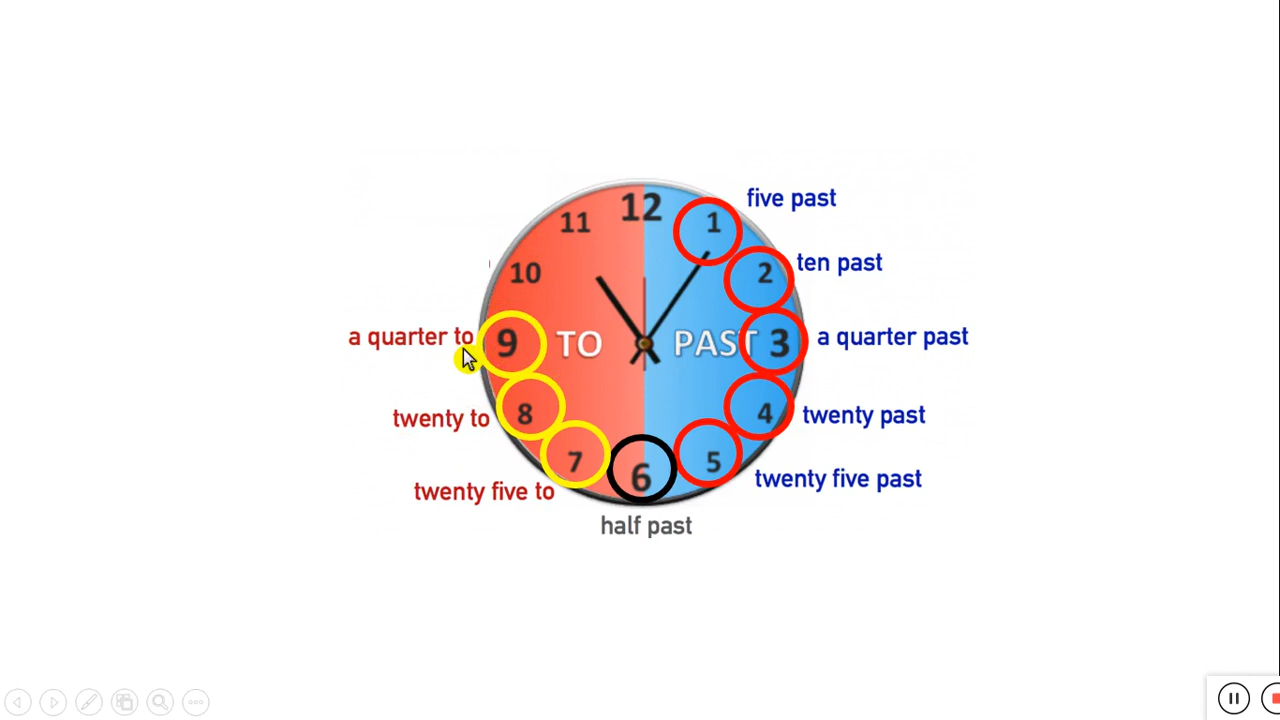 five past
12
11
1
10
2
ten past
a quarter to
9
TO
PAST
3
a quarter past
twenty to
8
4
twenty past
7
5
6
twenty five to
twenty five past
half past